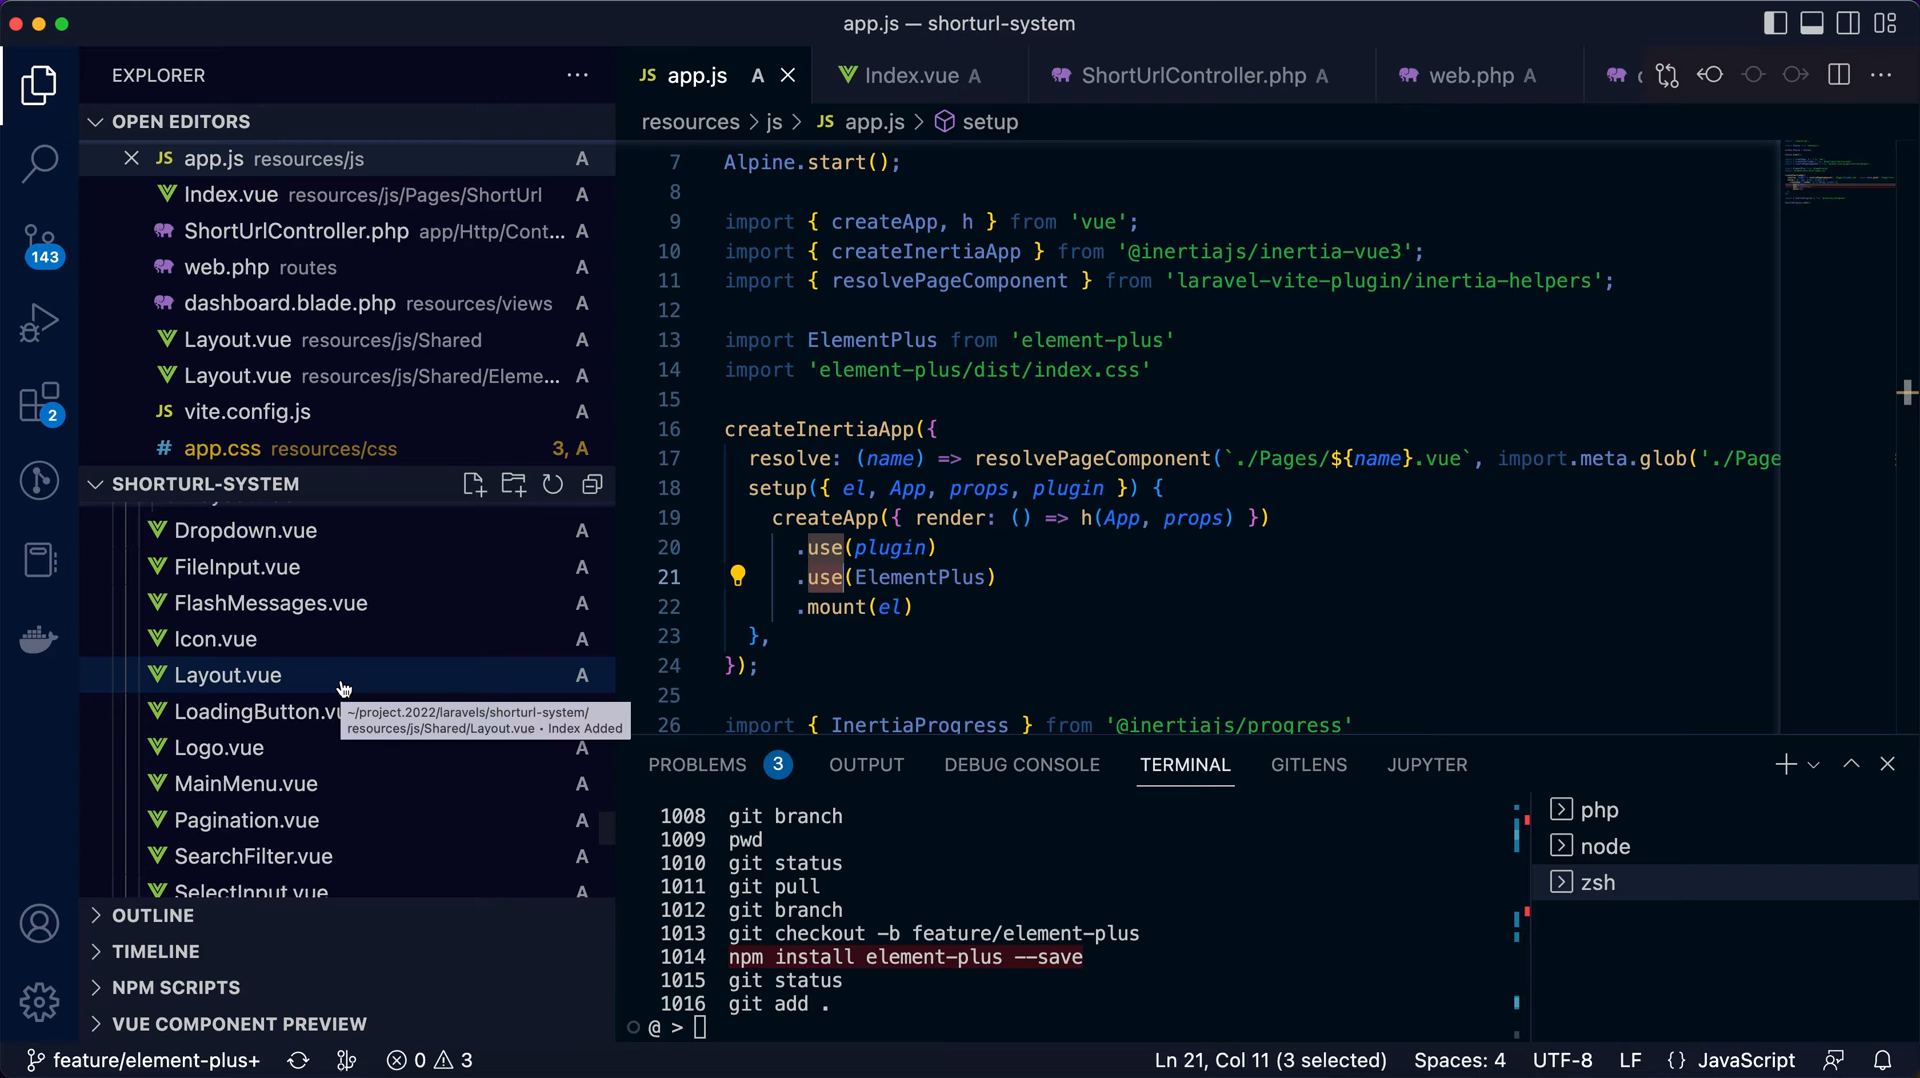 app.js — shorturl-system
EXPLORER
OPEN EDITORS
JS app.js resources/js A
Index.vue resources/js/Pages/ShortUrl A
ShortUrlController.php app/Http/Cont... A
web.php routes A
dashboard.blade.php resources/views A
Layout.vue resources/js/Shared A
Layout.vue resources/js/Shared/Eleme... A
JS vite.config.js A
# app.css resources/css 3, A
SHORTURL-SYSTEM
Dropdown.vue A
FileInput.vue A
FlashMessages.vue A
Icon.vue A
Layout.vue A
LoadingButton.vu
~/project.2022/laravels/shorturl-system/
resources/js/Shared/Layout.vue • Index Added
Logo.vue A
MainMenu.vue A
Pagination.vue A
SearchFilter.vue A
SelectInput.vue A
OUTLINE
TIMELINE
NPM SCRIPTS
VUE COMPONENT PREVIEW
143
2
JS app.js A
Index.vue A
ShortUrlController.php A
web.php A
resources > js > JS app.js > setup
7 Alpine.start();
8
9 import { createApp, h } from 'vue';
10 import { createInertiaApp } from '@inertiajs/inertia-vue3';
11 import { resolvePageComponent } from 'laravel-vite-plugin/inertia-helpers';
12
13 import ElementPlus from 'element-plus'
14 import 'element-plus/dist/index.css'
15
16 createInertiaApp({
17 resolve: (name) => resolvePageComponent(`./Pages/${name}.vue`, import.meta.glob('./Page
18 setup({ el, App, props, plugin }) {
19 createApp({ render: () => h(App, props) })
20 .use(plugin)
21 .use(ElementPlus)
22 .mount(el)
23 },
24 });
25
26 import { InertiaProgress } from '@inertiajs/progress'
PROBLEMS 3 OUTPUT DEBUG CONSOLE TERMINAL GITLENS JUPYTER
1008 git branch
1009 pwd
1010 git status
1011 git pull
1012 git branch
1013 git checkout -b feature/element-plus
1014 npm install element-plus --save
1015 git status
1016 git add .
@ >
php
node
zsh
feature/element-plus+ 0 3 Ln 21, Col 11 (3 selected) Spaces: 4 UTF-8 LF {} JavaScript